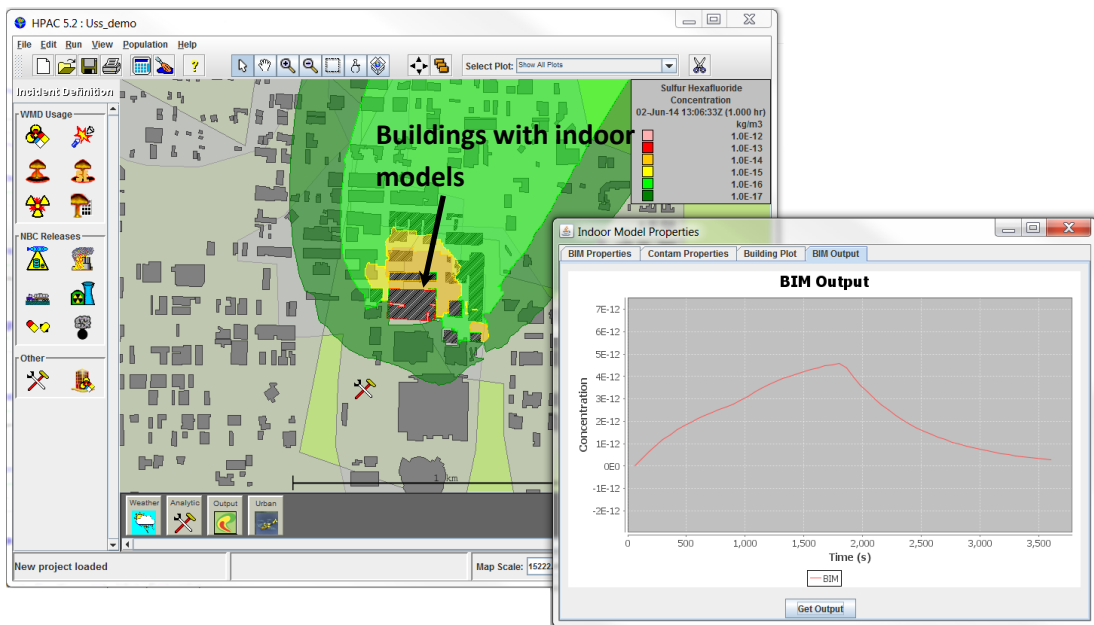 HPAC 5.2 : Uss_demo
File Edit Run View Population Help
Select Plot: Show All Plots
Incident Definition
WMD Usage
NBC Releases
Other
Sulfur Hexafluoride
Concentration
02-Jun-14 13:06:33Z (1.000 hr)
kg/m3
1.0E-12
1.0E-13
1.0E-14
1.0E-15
1.0E-16
1.0E-17
Buildings with indoor
models
1 km
Weather Analytic Output Urban
New project loaded
Map Scale: 15222.
Indoor Model Properties
BIM Properties Contam Properties Building Plot BIM Output
BIM Output
7E-12
6E-12
5E-12
4E-12
3E-12
2E-12
1E-12
0E0
-1E-12
-2E-12
Concentration
0 500 1,000 1,500 2,000 2,500 3,000 3,500
Time (s)
BIM
Get Output